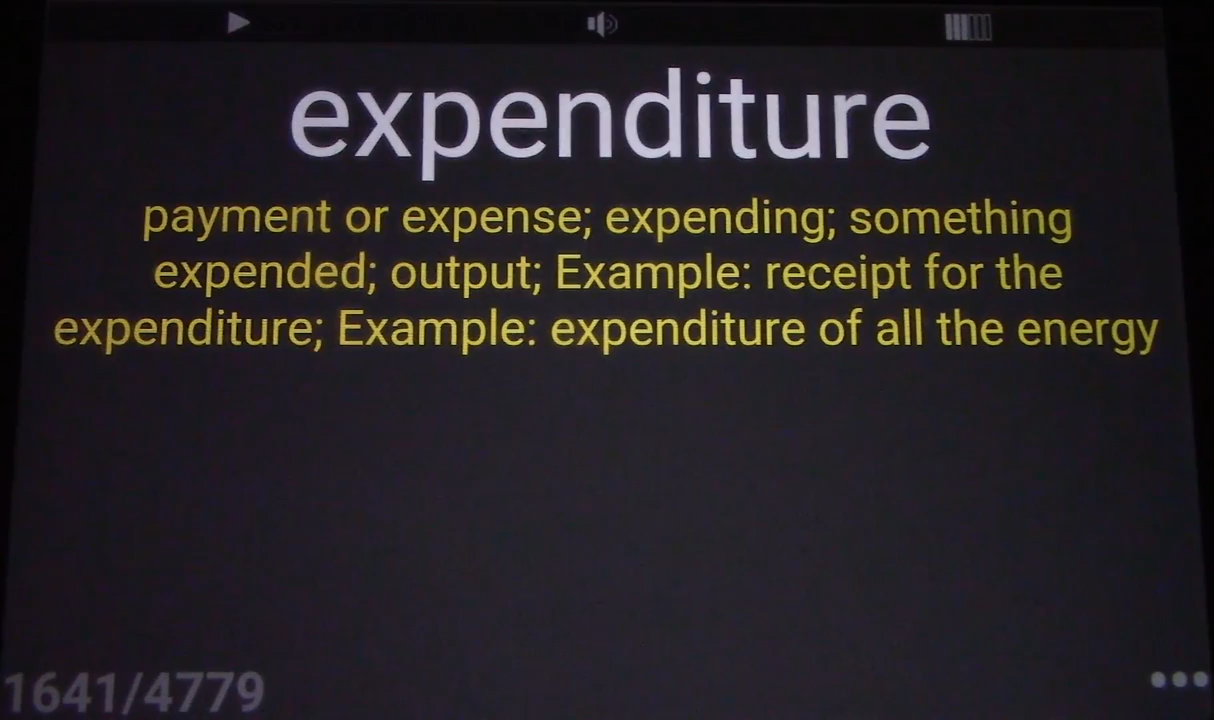 expenditure
payment or expense; expending; something
expended; output; Example: receipt for the
expenditure; Example: expenditure of all the energy
1641/4779